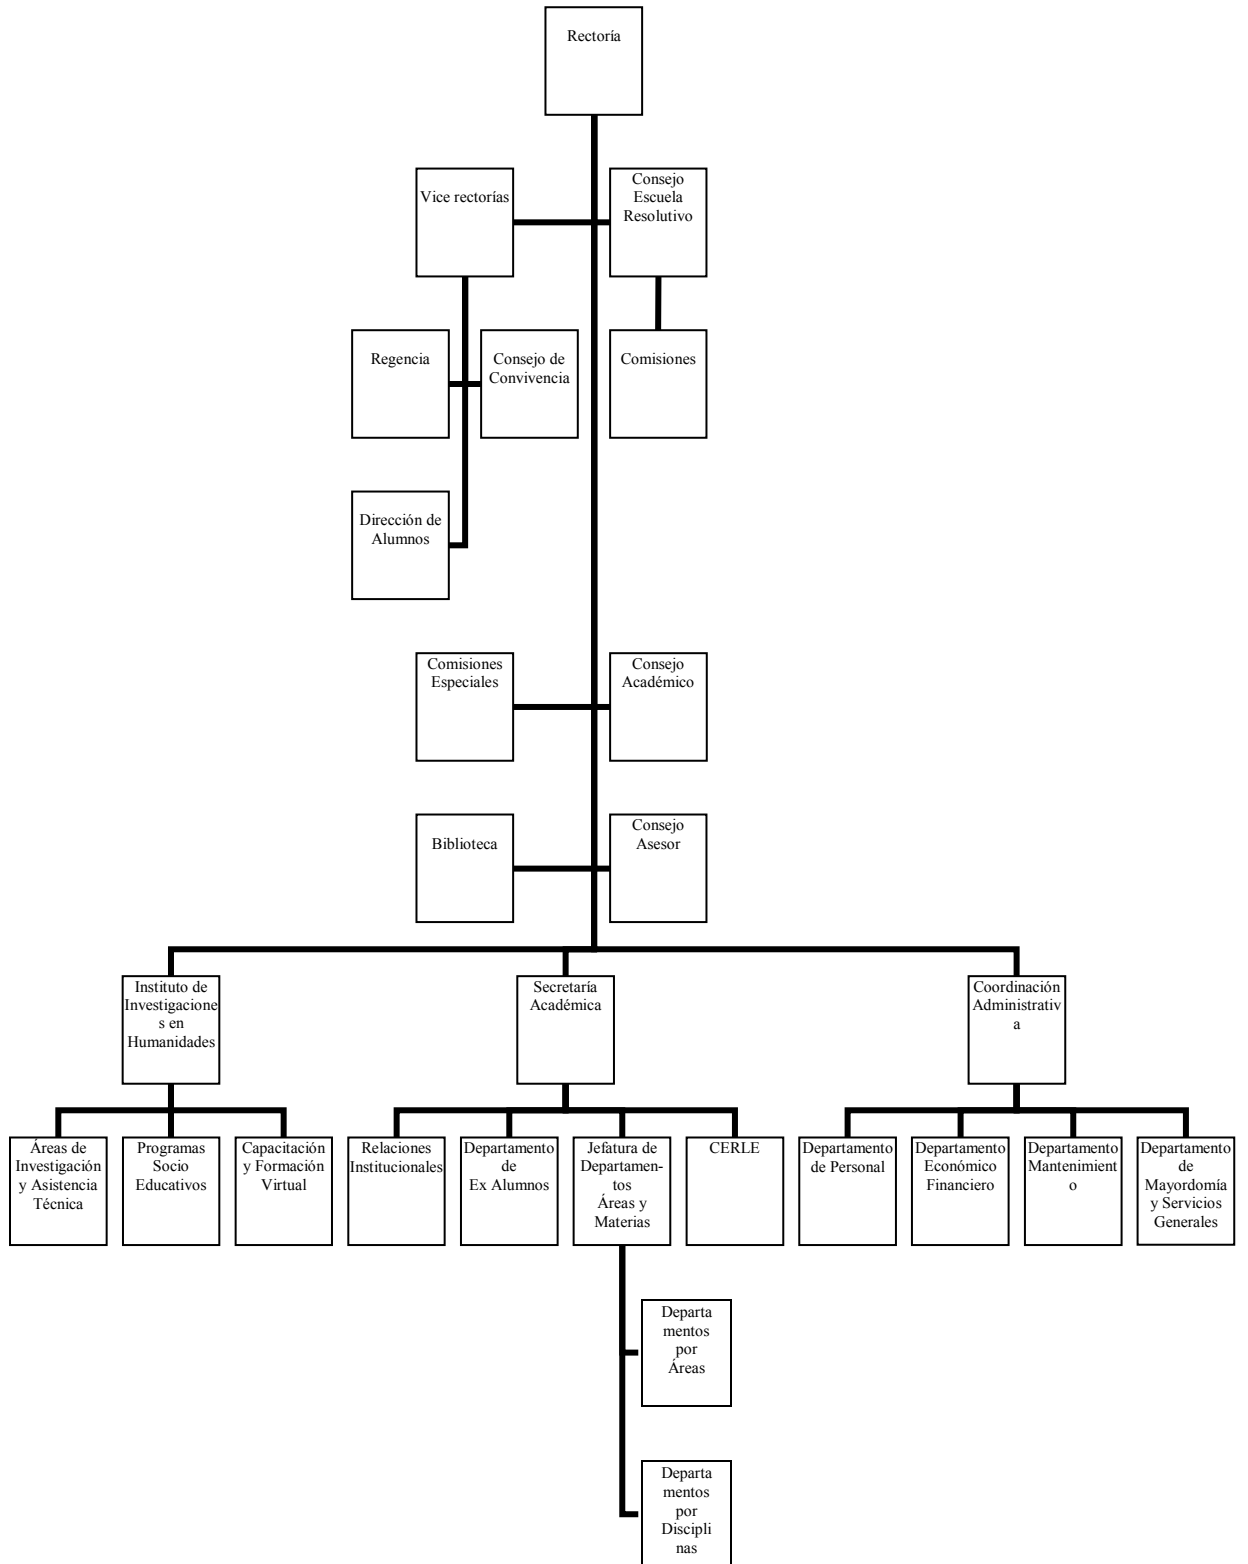 Rectoría
Vice rectorías
Consejo
Escuela
Resolutivo
Regencia
Consejo de
Convivencia
Comisiones
Dirección de
Alumnos
Comisiones
Especiales
Consejo
Académico
Biblioteca
Consejo
Asesor
Instituto de
Investigacione
s en
Humanidades
Secretaría
Académica
Coordinación
Administrativ
a
Áreas de
Investigación
y Asistencia
Técnica
Programas
Socio
Educativos
Capacitación
y Formación
Virtual
Relaciones
Institucionales
Departamento
de
Ex Alumnos
Jefatura de
Departamen-
tos
Áreas y
Materias
CERLE
Departamento
de Personal
Departamento
Económico
Financiero
Departamento
Mantenimient
o
Departamento
de
Mayordomía
y Servicios
Generales
Departa
mentos
por
Áreas
Departa
mentos
por
Discipli
nas